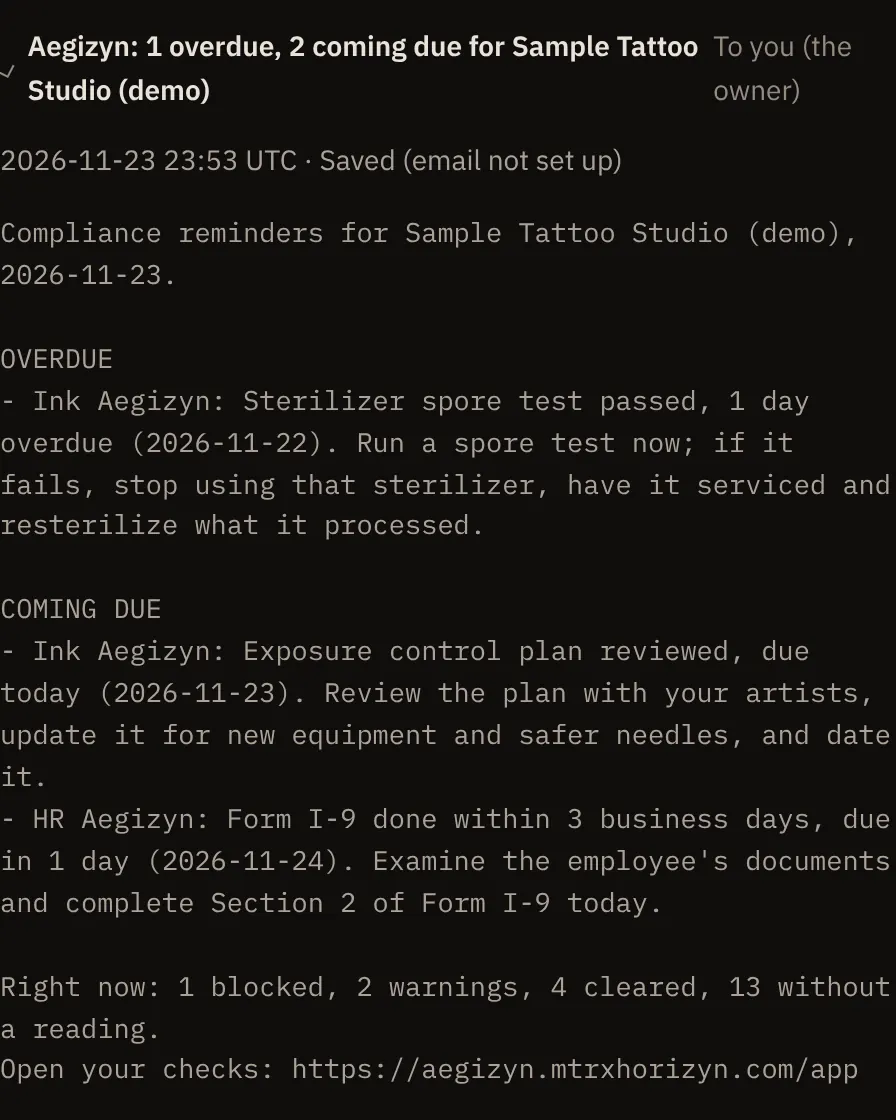 Aegizyn: 1 overdue, 2 coming due for Sample Tattoo
Studio (demo)
To you (the
owner)
2026-11-23 23:53 UTC · Saved (email not set up)
Compliance reminders for Sample Tattoo Studio (demo),
2026-11-23.
OVERDUE
- Ink Aegizyn: Sterilizer spore test passed, 1 day
overdue (2026-11-22). Run a spore test now; if it
fails, stop using that sterilizer, have it serviced and
resterilize what it processed.
COMING DUE
- Ink Aegizyn: Exposure control plan reviewed, due
today (2026-11-23). Review the plan with your artists,
update it for new equipment and safer needles, and date
it.
- HR Aegizyn: Form I-9 done within 3 business days, due
in 1 day (2026-11-24). Examine the employee's documents
and complete Section 2 of Form I-9 today.
Right now: 1 blocked, 2 warnings, 4 cleared, 13 without
a reading.
Open your checks: https://aegizyn.mtrxhorizyn.com/app